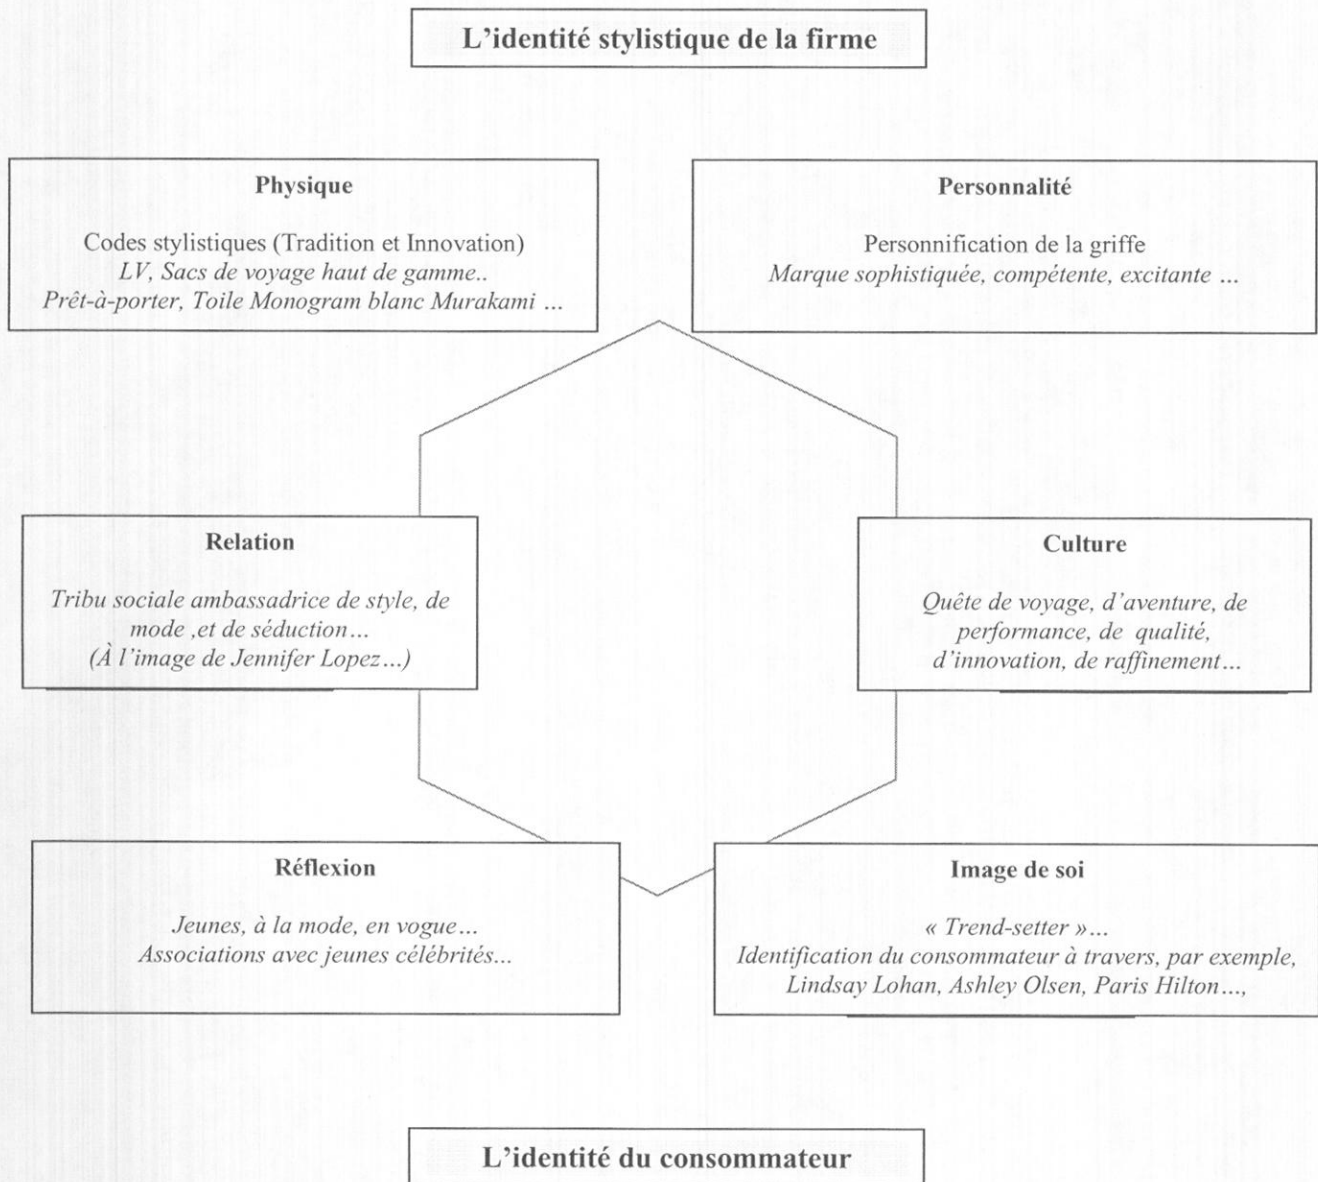 L'identité stylistique de la firme
Physique
Codes stylistiques (Tradition et Innovation)
LV, Sacs de voyage haut de gamme..
Prêt-à-porter, Toile Monogram blanc Murakami ...
Personnalité
Personnification de la griffe
Marque sophistiquée, compétente, excitante ...
Relation
Tribu sociale ambassadrice de style, de
mode ,et de séduction...
(À l'image de Jennifer Lopez...)
Culture
Quête de voyage, d'aventure, de
performance, de qualité,
d'innovation, de raffinement...
Réflexion
Jeunes, à la mode, en vogue...
Associations avec jeunes célébrités...
Image de soi
« Trend-setter »...
Identification du consommateur à travers, par exemple,
Lindsay Lohan, Ashley Olsen, Paris Hilton...,
L'identité du consommateur